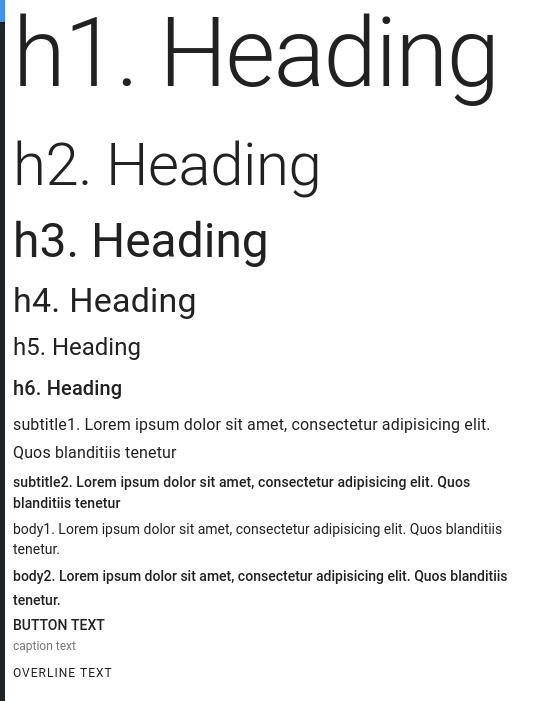 h1. Heading
h2. Heading
h3. Heading
h4. Heading
h5. Heading
h6. Heading
subtitle1. Lorem ipsum dolor sit amet, consectetur adipisicing elit.
Quos blanditiis tenetur
subtitle2. Lorem ipsum dolor sit amet, consectetur adipisicing elit. Quos
blanditiis tenetur
body1. Lorem ipsum dolor sit amet, consectetur adipisicing elit. Quos blanditiis
tenetur.
body2. Lorem ipsum dolor sit amet, consectetur adipisicing elit. Quos blanditiis
tenetur.
BUTTON TEXT
caption text
OVERLINE TEXT